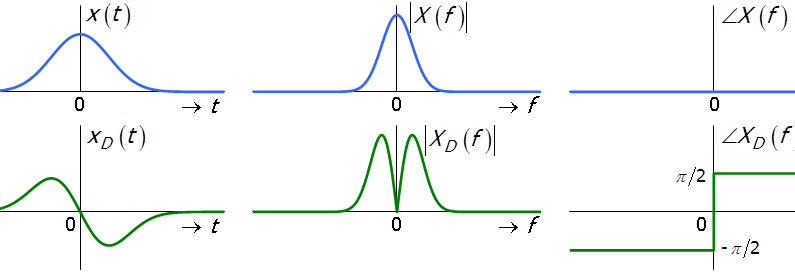 x(t)
|X(f)|
∠X(f)
0
→ t
0
→ f
0
x_D(t)
|X_D(f)|
∠X_D(f
π/2
0
→ t
0
→ f
0
-π/2